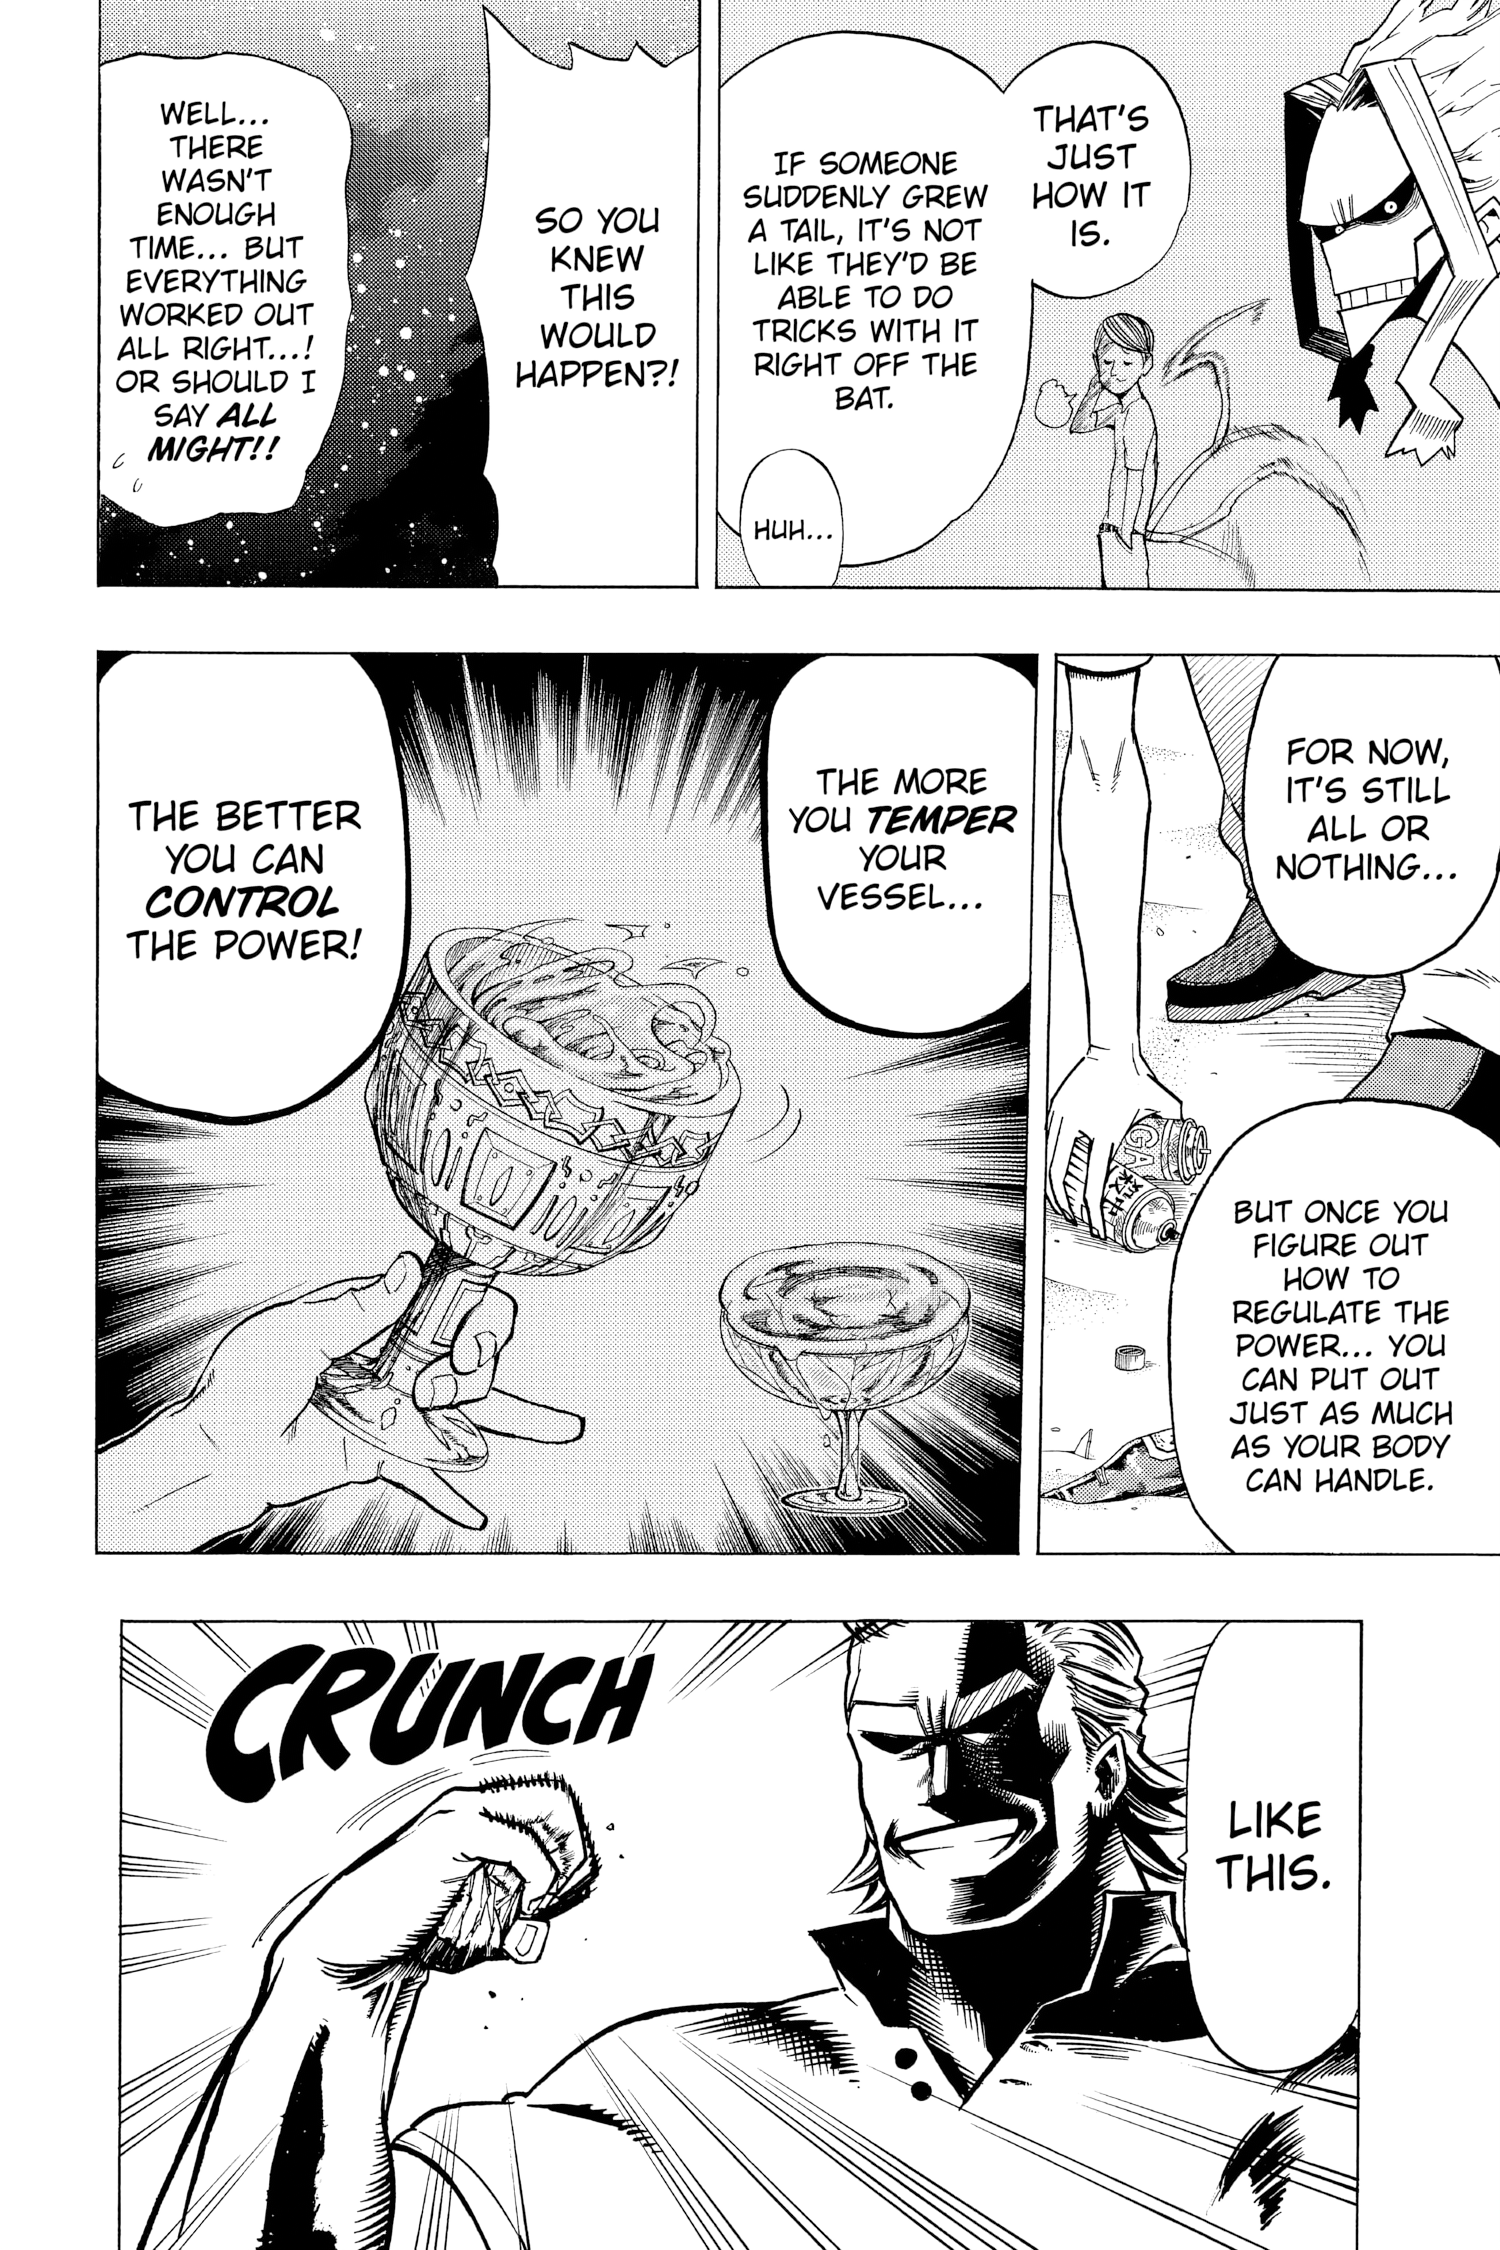 THAT'S
JUST
HOW IT
IS.
IF SOMEONE
SUDDENLY GREW
A TAIL, IT'S NOT
LIKE THEY'D BE
ABLE TO DO
TRICKS WITH IT
RIGHT OFF THE
BAT.
HUH...
SO YOU
KNEW
THIS
WOULD
HAPPEN?!
WELL...
THERE
WASN'T
ENOUGH
TIME... BUT
EVERYTHING
WORKED OUT
ALL RIGHT...!
OR SHOULD I
SAY ALL
MIGHT!!
FOR NOW,
IT'S STILL
ALL OR
NOTHING...
BUT ONCE YOU
FIGURE OUT
HOW TO
REGULATE THE
POWER... YOU
CAN PUT OUT
JUST AS MUCH
AS YOUR BODY
CAN HANDLE.
GA
THE MORE
YOU TEMPER
YOUR
VESSEL...
THE BETTER
YOU CAN
CONTROL
THE POWER!
LIKE
THIS.
CRUNCH